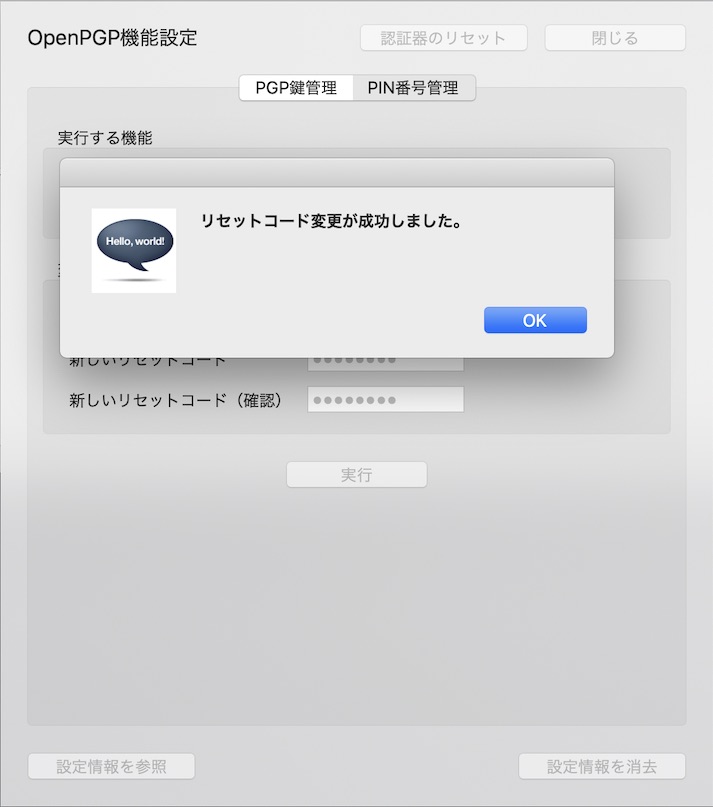 OpenPGP機能設定
認証器のリセット
閉じる
PGP鍵管理
PIN番号管理
実行する機能
Hello, world!
リセットコード変更が成功しました。
OK
新しいリセットコード
新しいリセットコード（確認）
実行
設定情報を参照
設定情報を消去